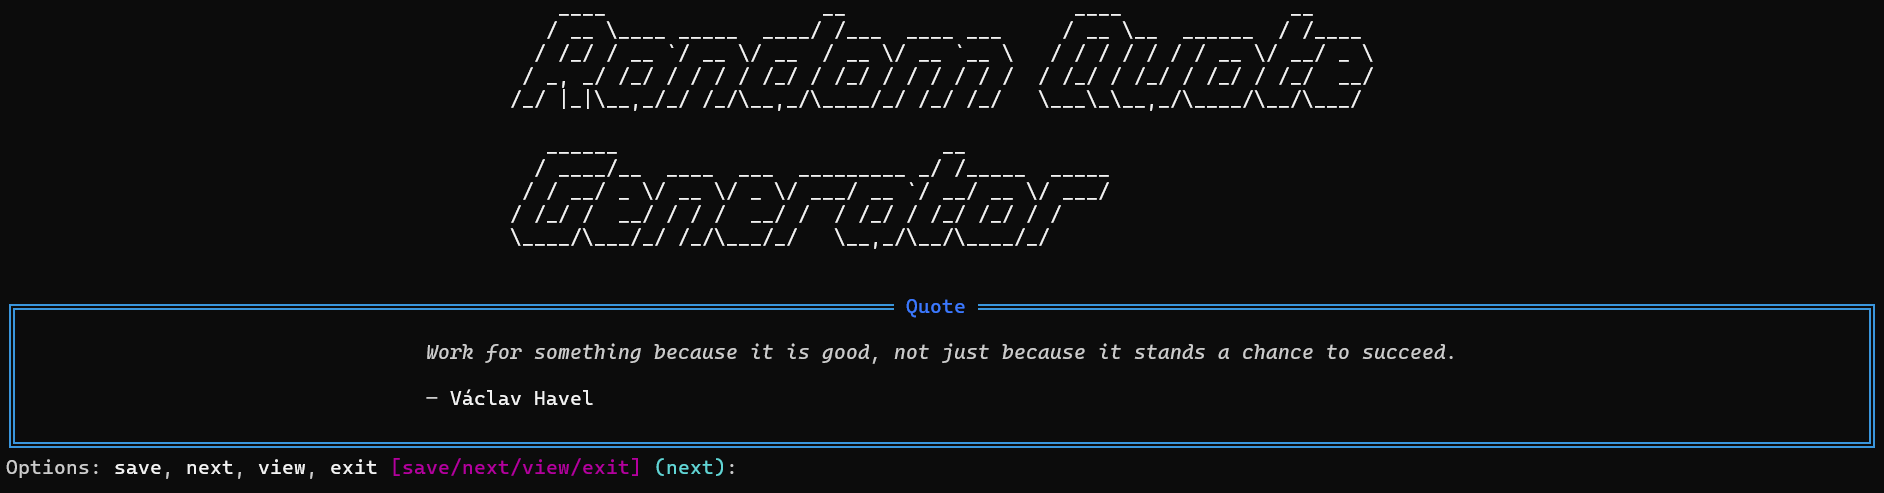 Random Quote
Generator
Quote
Work for something because it is good, not just because it stands a chance to succeed.
— Václav Havel
Options: save, next, view, exit [save/next/view/exit] (next):